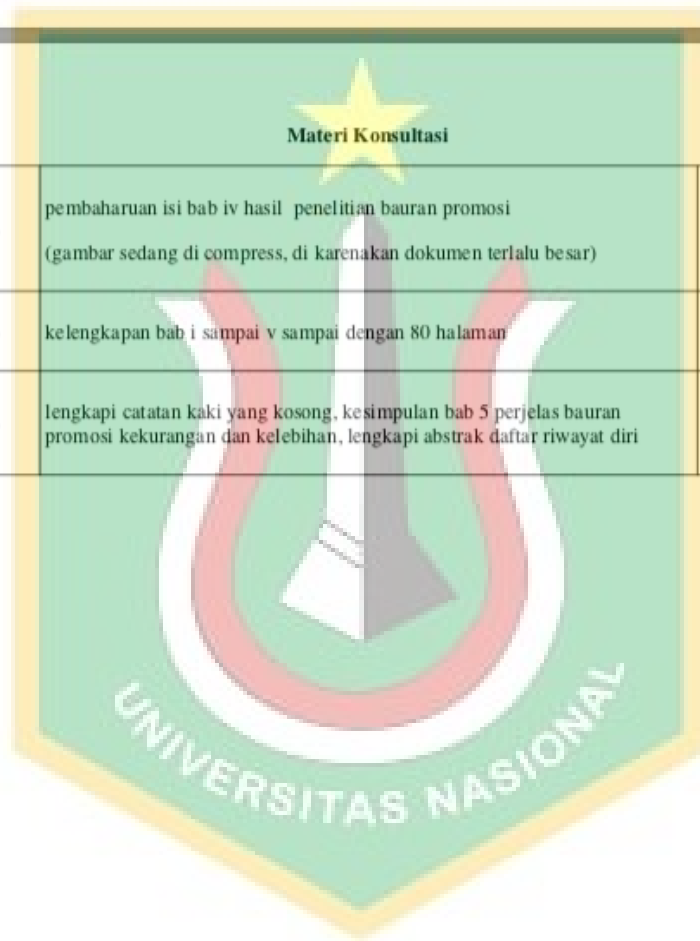 Materi Konsultasi
pembaharuan isi bab iv hasil penelitian bauran promosi
(gambar sedang di compress, di karenakan dokumen terlalu besar)
kelengkapan bab i sampai v sampai dengan 80 halaman
lengkapi catatan kaki yang kosong, kesimpulan bab 5 perjelas bauran
promosi kekurangan dan kelebihan, lengkapi abstrak daftar riwayat diri
UNIVERSITAS NASIONAL